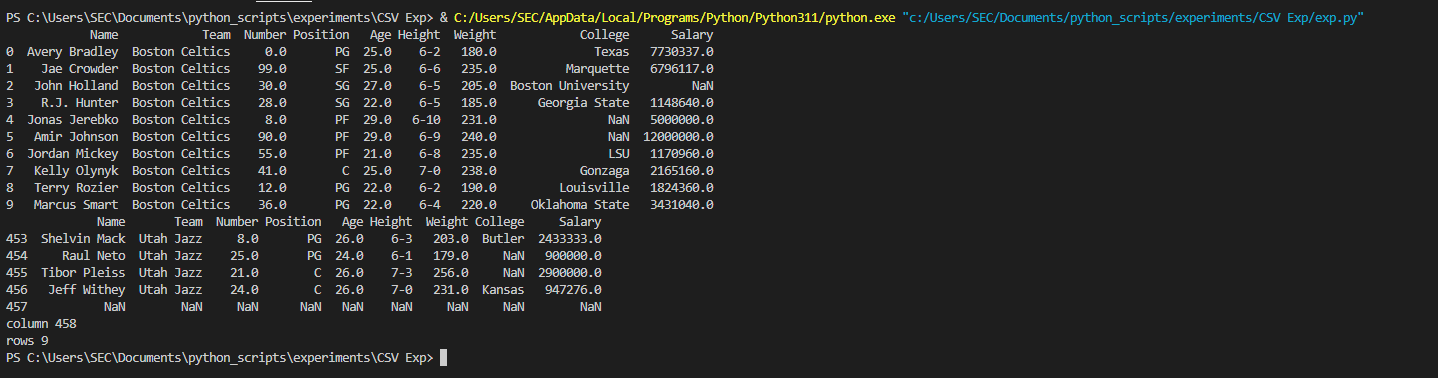 PS C:\Users\SEC\Documents\python_scripts\experiments\CSV Exp> & C:/Users/SEC/AppData/Local/Programs/Python/Python311/python.exe "c:/Users/SEC/Documents/python_scripts/experiments/CSV Exp/exp.py"
            Name            Team  Number Position   Age Height  Weight            College      Salary
0  Avery Bradley  Boston Celtics     0.0       PG  25.0    6-2   180.0              Texas   7730337.0
1    Jae Crowder  Boston Celtics    99.0       SF  25.0    6-6   235.0          Marquette   6796117.0
2   John Holland  Boston Celtics    30.0       SG  27.0    6-5   205.0  Boston University         NaN
3    R.J. Hunter  Boston Celtics    28.0       SG  22.0    6-5   185.0      Georgia State   1148640.0
4  Jonas Jerebko  Boston Celtics     8.0       PF  29.0   6-10   231.0                NaN   5000000.0
5   Amir Johnson  Boston Celtics    90.0       PF  29.0    6-9   240.0                NaN  12000000.0
6  Jordan Mickey  Boston Celtics    55.0       PF  21.0    6-8   235.0                LSU   1170960.0
7   Kelly Olynyk  Boston Celtics    41.0        C  25.0    7-0   238.0            Gonzaga   2165160.0
8   Terry Rozier  Boston Celtics    12.0       PG  22.0    6-2   190.0         Louisville   1824360.0
9   Marcus Smart  Boston Celtics    36.0       PG  22.0    6-4   220.0     Oklahoma State   3431040.0
             Name       Team  Number Position   Age Height  Weight College     Salary
453  Shelvin Mack  Utah Jazz     8.0       PG  26.0    6-3   203.0  Butler  2433333.0
454     Raul Neto  Utah Jazz    25.0       PG  24.0    6-1   179.0     NaN   900000.0
455  Tibor Pleiss  Utah Jazz    21.0        C  26.0    7-3   256.0     NaN  2900000.0
456   Jeff Withey  Utah Jazz    24.0        C  26.0    7-0   231.0  Kansas   947276.0
457           NaN        NaN     NaN      NaN   NaN    NaN     NaN     NaN        NaN
column 458
rows 9
PS C:\Users\SEC\Documents\python_scripts\experiments\CSV Exp>